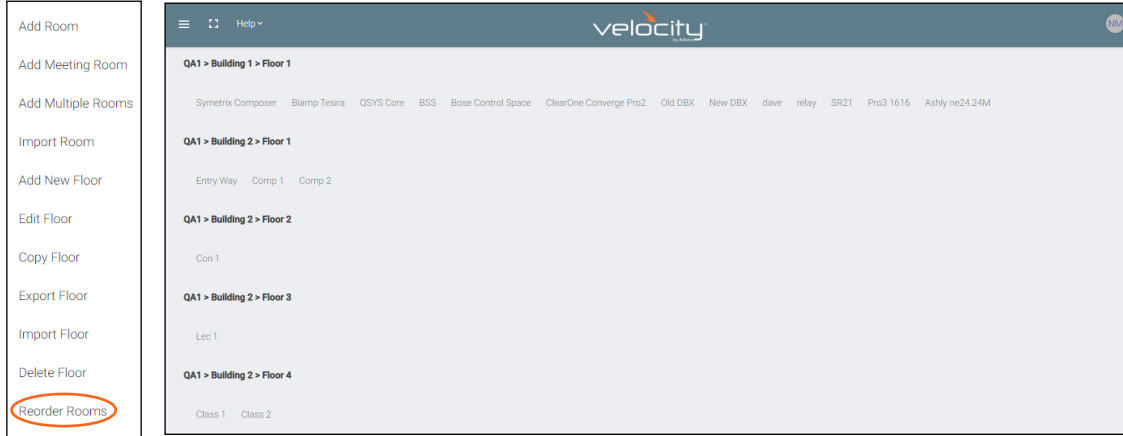 Add Room
Add Meeting Room
Add Multiple Rooms
Import Room
Add New Floor
Edit Floor
Copy Floor
Export Floor
Import Floor
Delete Floor
Reorder Rooms
Help
velocity
by Atlona
NM
QA1 > Building 1 > Floor 1
Symetrix Composer Biamp Tesira QSYS Core BSS Bose Control Space ClearOne Converge Pro2 Old DBX New DBX dave relay SR21 Pro3 1616 Ashly ne24.24M
QA1 > Building 2 > Floor 1
Entry Way Comp 1 Comp 2
QA1 > Building 2 > Floor 2
Con 1
QA1 > Building 2 > Floor 3
Lec 1
QA1 > Building 2 > Floor 4
Class 1 Class 2